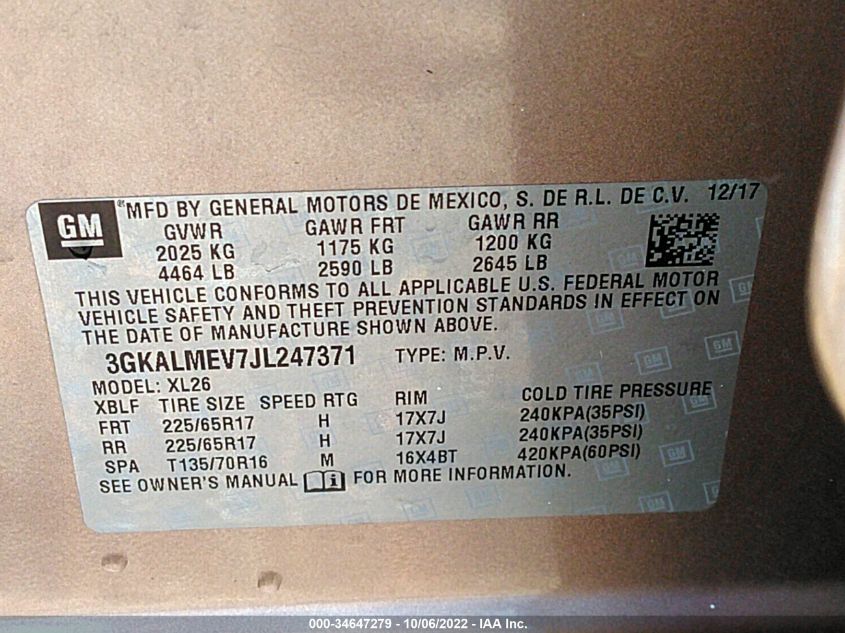 GM ® MFD BY GENERAL MOTORS DE MEXICO, S. DE R.L. DE C.V. 12/17
GVWR GAWR FRT GAWR RR
2025 KG 1175 KG 1200 KG
4464 LB 2590 LB 2645 LB
THIS VEHICLE CONFORMS TO ALL APPLICABLE U.S. FEDERAL MOTOR
VEHICLE SAFETY AND THEFT PREVENTION STANDARDS IN EFFECT ON
THE DATE OF MANUFACTURE SHOWN ABOVE.
3GKALMEV7JL247371 TYPE: M.P.V.
MODEL: XL26
XBLF TIRE SIZE SPEED RTG RIM COLD TIRE PRESSURE
FRT 225/65R17 H 17X7J 240KPA(35PSI)
RR 225/65R17 H 17X7J 240KPA(35PSI)
SPA T135/70R16 M 16X4BT 420KPA(60PSI)
SEE OWNER'S MANUAL FOR MORE INFORMATION.
000-34647279 - 10/06/2022 - IAA Inc.